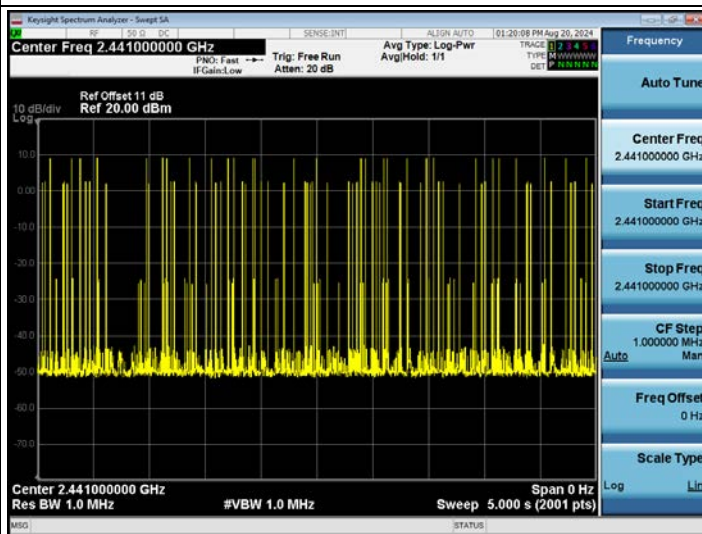 Keysight Spectrum Analyzer - Swept SA
RF 50 Ω DC SENSE:INT ALIGN AUTO 01:20:08 PM Aug 20, 2024
Center Freq 2.441000000 GHz
PNO: Fast
IFGain:Low
Trig: Free Run
Atten: 20 dB
Avg Type: Log-Pwr
Avg|Hold: 1/1
TRACE 1 2 3 4 5 6
TYPE M WWWWW
DET P N N N N N
Frequency
Ref Offset 11 dB
10 dB/div Ref 20.00 dBm
Log
10.0
0.00
-10.0
-20.0
-30.0
-40.0
-50.0
-60.0
-70.0
Auto Tune
Center Freq
2.441000000 GHz
Start Freq
2.441000000 GHz
Stop Freq
2.441000000 GHz
CF Step
1.000000 MHz
Auto Man
Freq Offset
0 Hz
Scale Type
Log Lin
Center 2.441000000 GHz Span 0 Hz
Res BW 1.0 MHz #VBW 1.0 MHz Sweep 5.000 s (2001 pts)
MSG STATUS